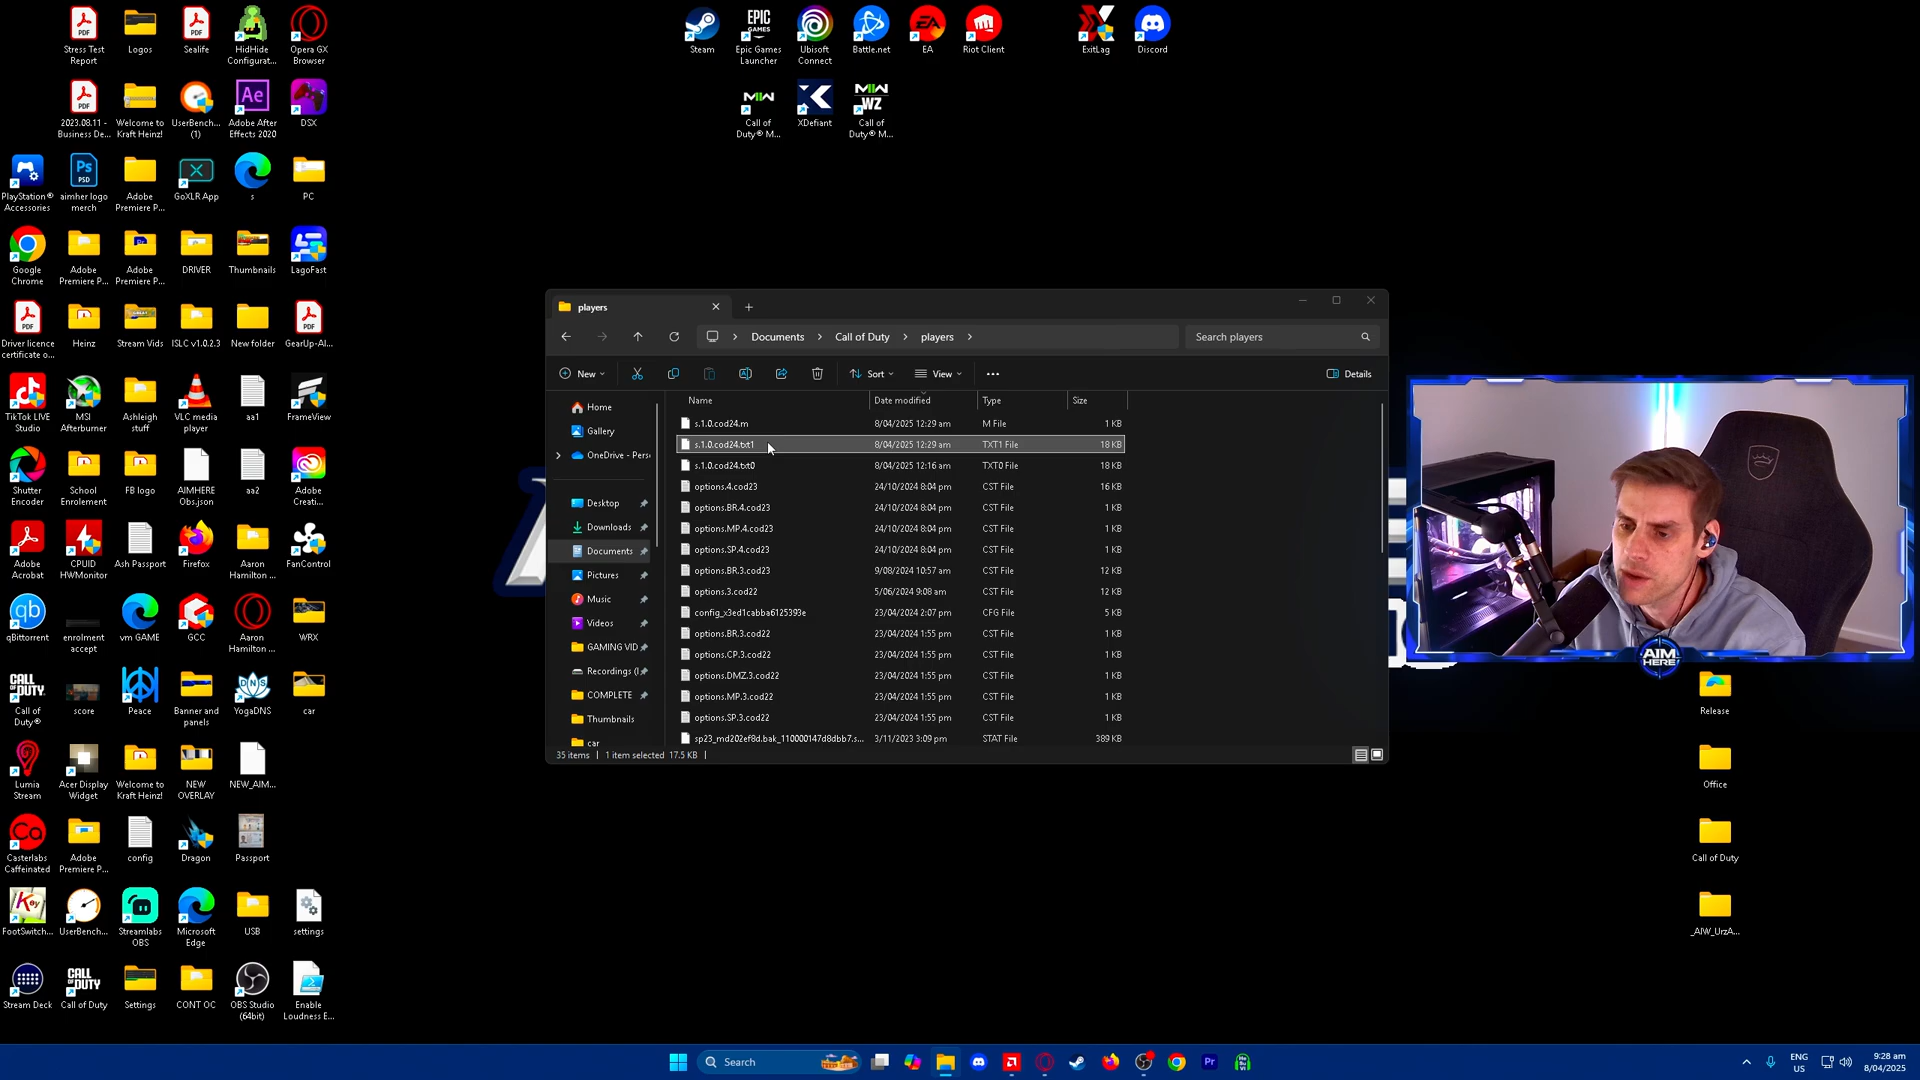 Stress Test
Report
Logos
Sealife
HidHide
Configurat...
Opera GX
Browser
2023.08.11 -
Business De...
Welcome to
Kraft Heinz!
UserBench...
(1)
Adobe After
Effects 2020
DSX
PlayStation®
Accessories
aimher logo
merch
Adobe
Premiere P...
GoXLR App
s
PC
Google
Chrome
Adobe
Premiere P...
Adobe
Premiere P...
DRIVER
Thumbnails
LagoFast
Driver licence
certificate o...
Heinz
Stream Vids
ISLC v1.0.2.3
New folder
GearUp-AI...
TikTok LIVE
Studio
MSI
Afterburner
Ashleigh
stuff
VLC media
player
aa1
FrameView
Shutter
Encoder
School
Enrolement
FB logo
AIMHERE
Obs.json
aa2
Adobe
Creati...
Adobe
Acrobat
CPUID
HWMonitor
Ash Passport
Firefox
Aaron
Hamilton ...
FanControl
qBittorrent
enrolment
accept
vm GAME
GCC
Aaron
Hamilton ...
WRX
Call of
Duty®
score
Peace
Banner and
panels
YogaDNS
car
Lumia
Stream
Acer Display
Widget
Welcome to
Kraft Heinz!
NEW
OVERLAY
NEW_AIM...
Casterlabs
Caffeinated
Adobe
Premiere P...
config
Dragon
Passport
FootSwitch...
UserBench...
Streamlabs
OBS
Microsoft
Edge
USB
settings
Stream Deck
Call of Duty
Settings
CONT OC
OBS Studio
(64bit)
Enable
Loudness E...
Steam
Epic Games
Launcher
Ubisoft
Connect
Battle.net
EA
Riot Client
ExitLag
Discord
Call of
Duty® M...
XDefiant
Call of
Duty® M...
players
Documents
Call of Duty
players
Search players
New
Sort
View
Details
Home
Gallery
OneDrive - Pers
Desktop
Downloads
Documents
Pictures
Music
Videos
GAMING VID
Recordings (
COMPLETE
Thumbnails
car
Name Date modified Type Size
s.1.0.cod24.m 8/04/2025 12:29 am M File 1 KB
s.1.0.cod24.txt1 8/04/2025 12:29 am TXT1 File 18 KB
s.1.0.cod24.txt0 8/04/2025 12:16 am TXT0 File 18 KB
options.4.cod23 24/10/2024 8:04 pm CST File 16 KB
options.BR.4.cod23 24/10/2024 8:04 pm CST File 1 KB
options.MP.4.cod23 24/10/2024 8:04 pm CST File 1 KB
options.SP.4.cod23 24/10/2024 8:04 pm CST File 1 KB
options.BR.3.cod23 9/08/2024 10:57 am CST File 12 KB
options.3.cod22 5/06/2024 9:08 am CST File 12 KB
config_x3ed1cabba6125393e 23/04/2024 2:07 pm CFG File 5 KB
options.BR.3.cod22 23/04/2024 1:55 pm CST File 1 KB
options.CP.3.cod22 23/04/2024 1:55 pm CST File 1 KB
options.DMZ.3.cod22 23/04/2024 1:55 pm CST File 1 KB
options.MP.3.cod22 23/04/2024 1:55 pm CST File 1 KB
options.SP.3.cod22 23/04/2024 1:55 pm CST File 1 KB
sp23_md202ef8d.bak_110000147d8dbb7.s... 3/11/2023 3:09 pm STAT File 389 KB
35 items 1 item selected 17.5 KB
AIM
HERE
Release
Office
Call of Duty
_AIW_UrzA...
Search
ENG
US
9:28 am
8/04/2025